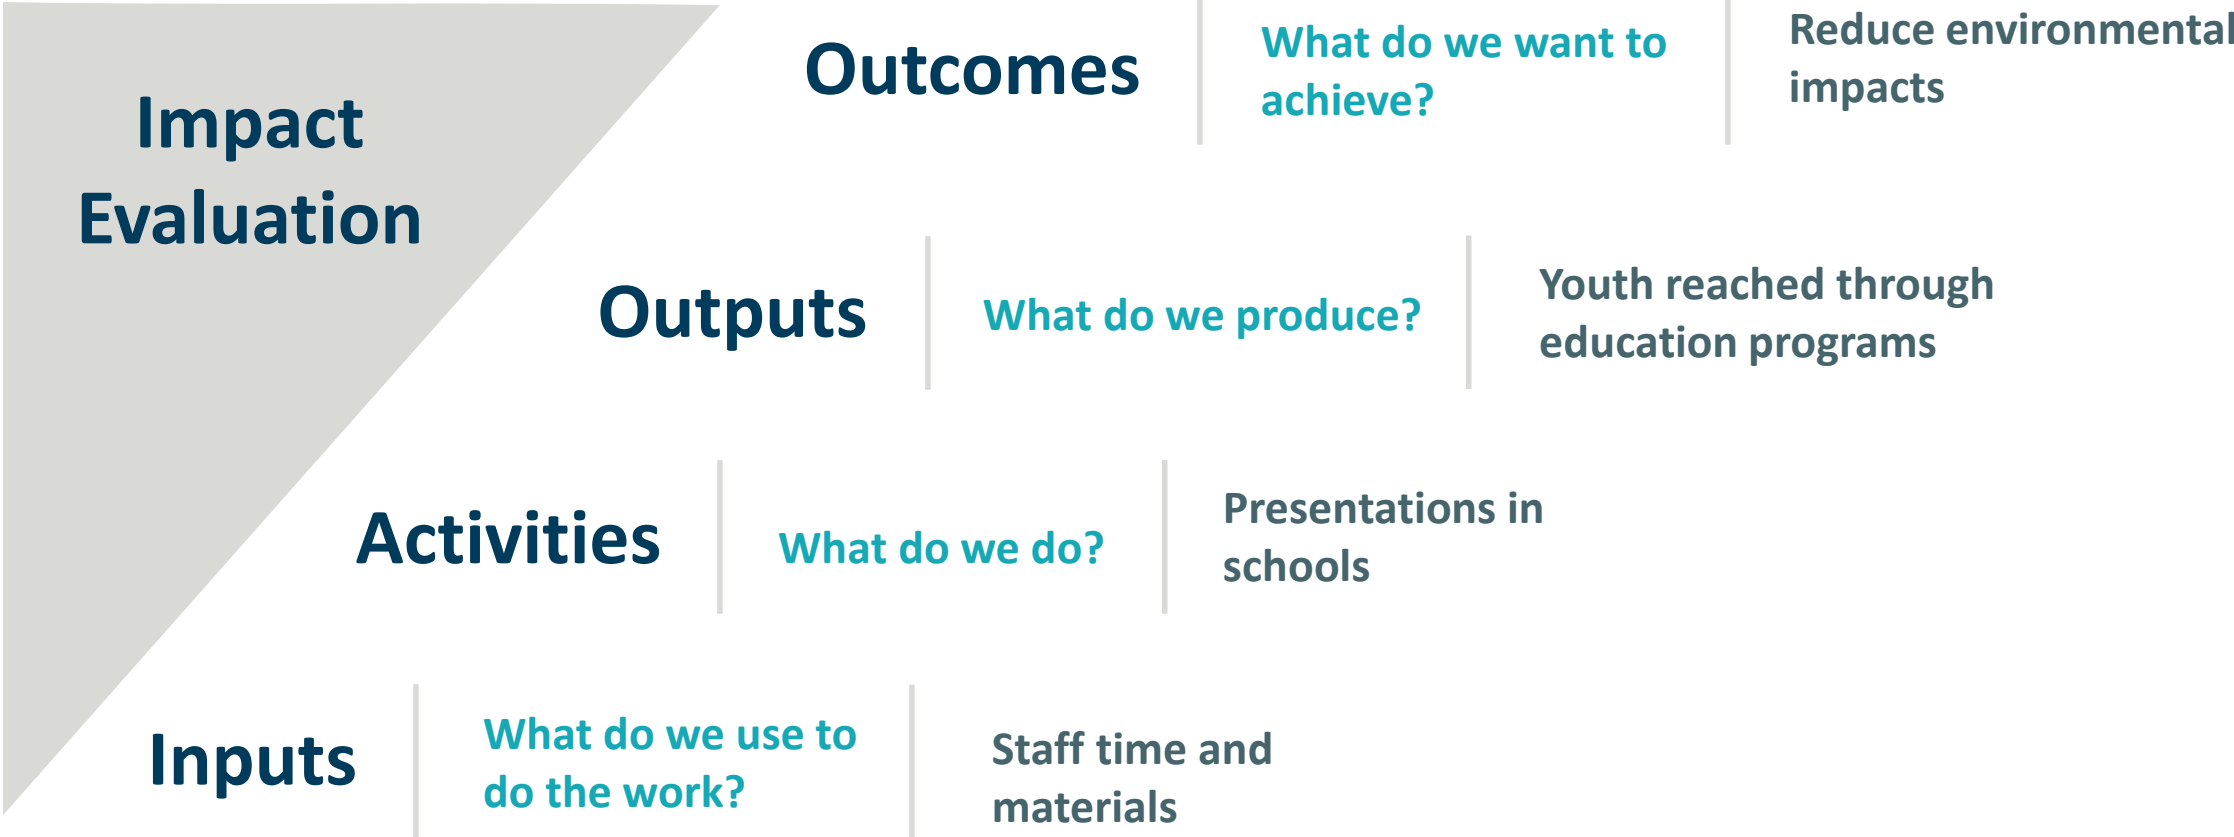 Impact
Evaluation
Outcomes
What do we want to
achieve?
Reduce environmental
impacts
Outputs
What do we produce?
Youth reached through
education programs
Activities
What do we do?
Presentations in
schools
Inputs
What do we use to
do the work?
Staff time and
materials